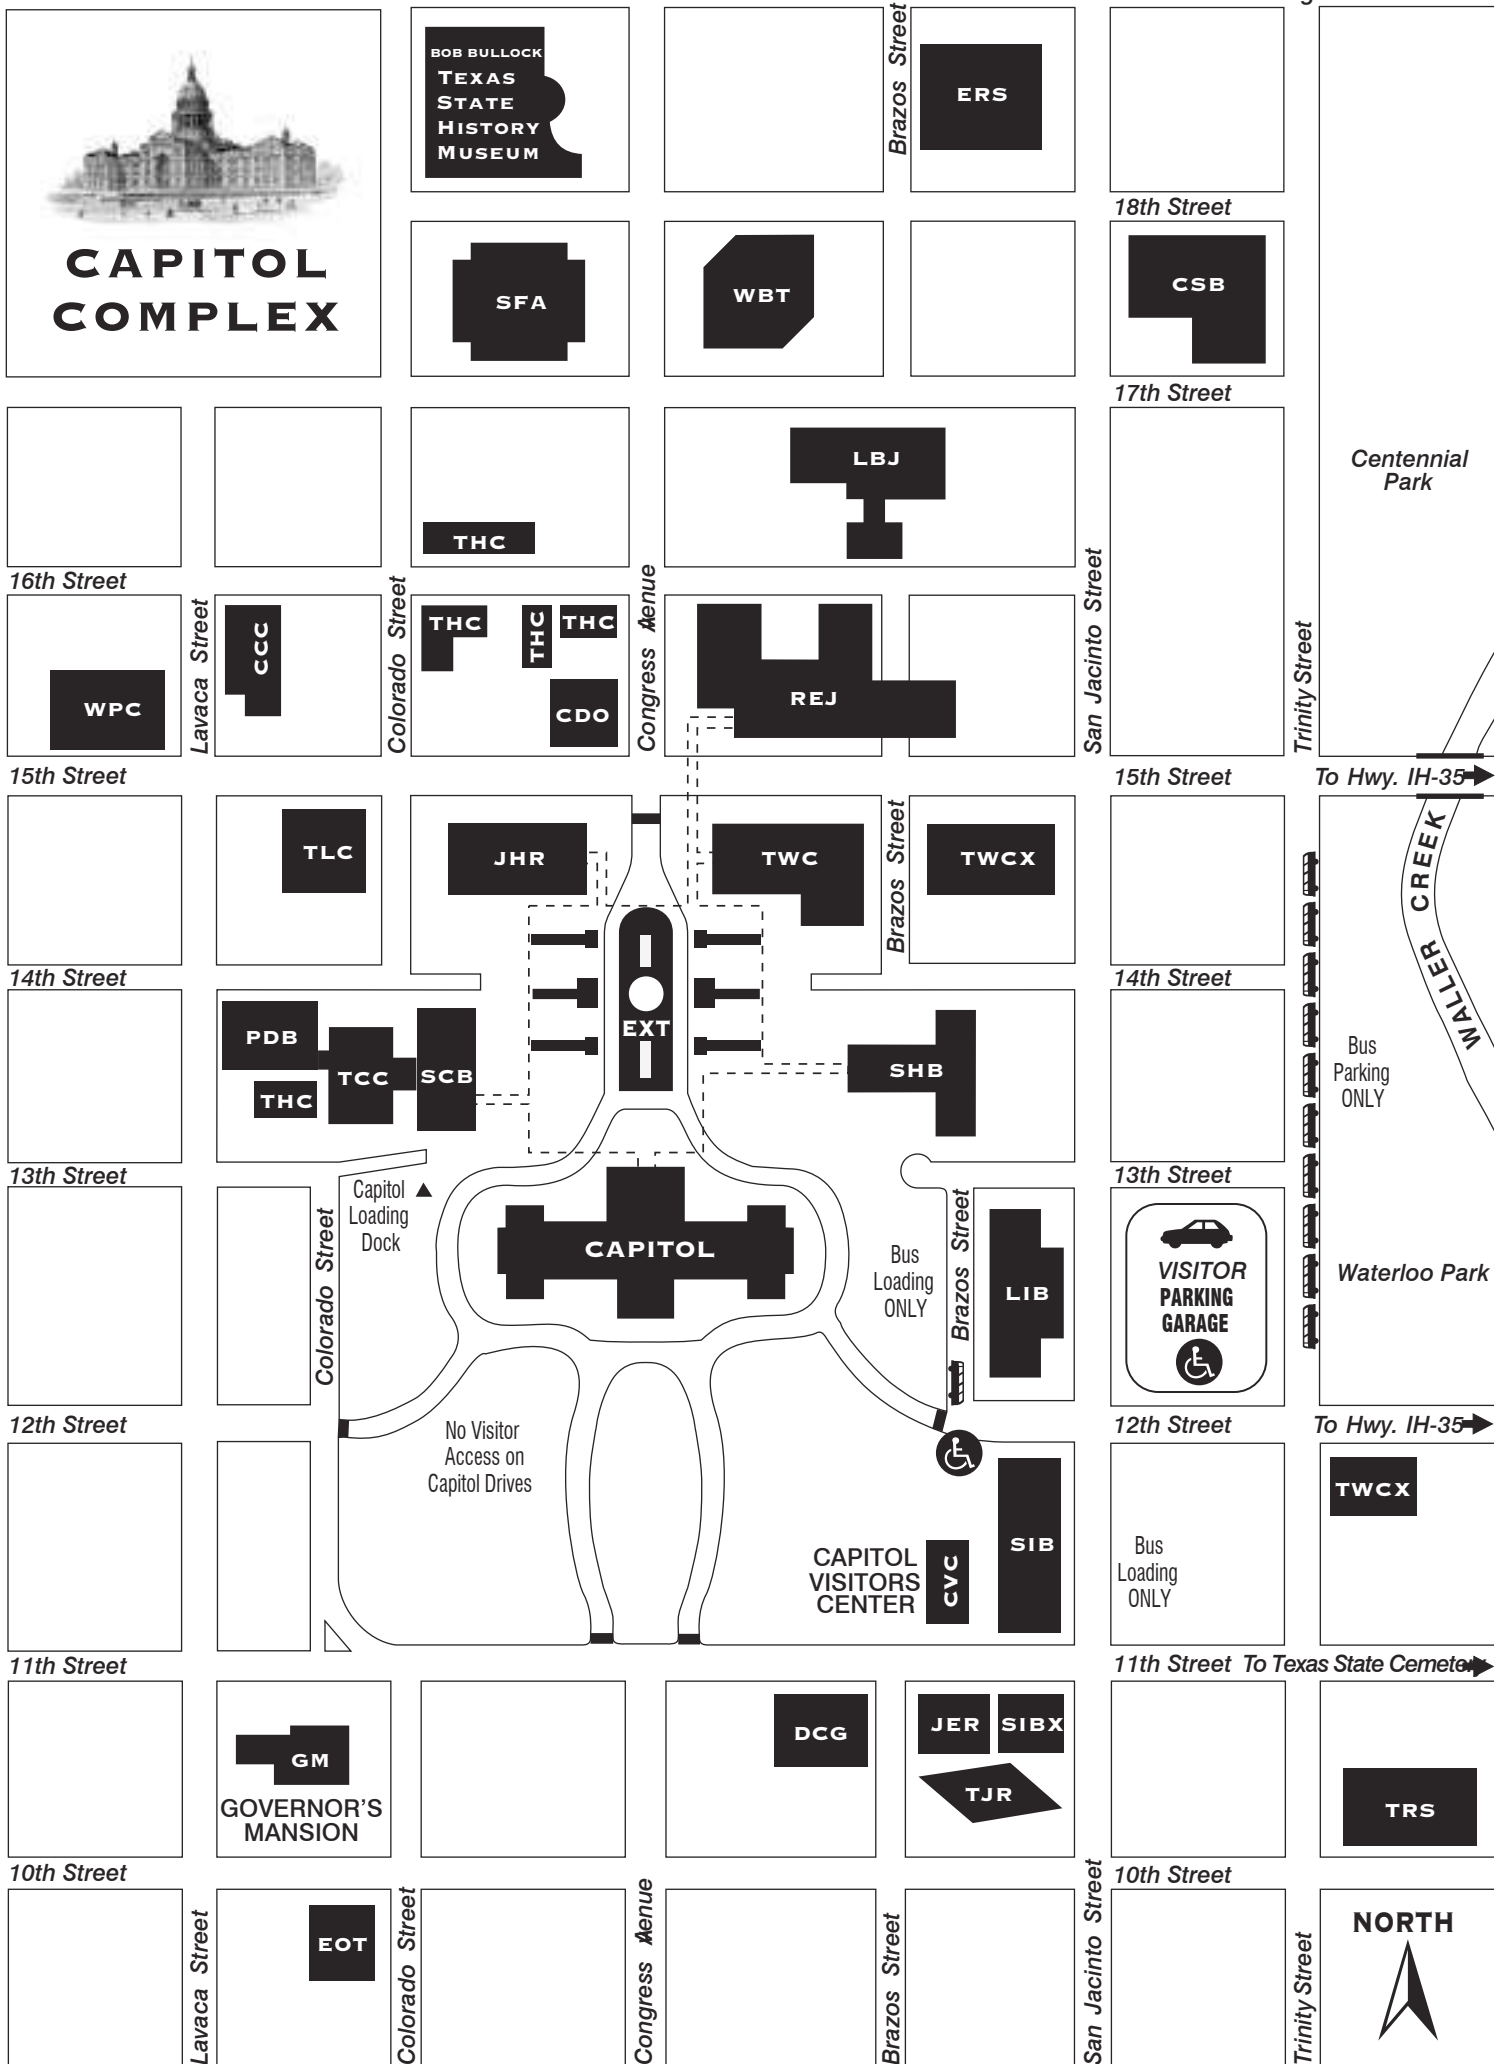 BOB BULLOCK
TEXAS
STATE
HISTORY
MUSEUM
Brazos Street
ERS
CAPITOL
COMPLEX
18th Street
SFA
WBT
CSB
17th Street
LBJ
Centennial
Park
THC
16th Street
Lavaca Street
CCC
Colorado Street
THC
THC
THC
Congress Avenue
San Jacinto Street
Trinity Street
WPC
CDO
REJ
15th Street
15th Street
To Hwy. IH-35
TLC
JHR
TWC
Brazos Street
TWCX
WALLER CREEK
14th Street
14th Street
EXT
PDB
TCC
SCB
THC
SHB
Bus
Parking
ONLY
13th Street
13th Street
Capitol
Loading
Dock
Colorado Street
CAPITOL
Bus
Loading
ONLY
Brazos Street
LIB
VISITOR
PARKING
GARAGE
Waterloo Park
12th Street
12th Street
To Hwy. IH-35
No Visitor
Access on
Capitol Drives
TWCX
CAPITOL
VISITORS
CENTER
CVC
SIB
Bus
Loading
ONLY
11th Street
11th Street To Texas State Cemetery
GM
GOVERNOR'S
MANSION
DCG
JER
SIBX
TJR
TRS
10th Street
10th Street
Lavaca Street
EOT
Colorado Street
Congress Avenue
Brazos Street
San Jacinto Street
Trinity Street
NORTH